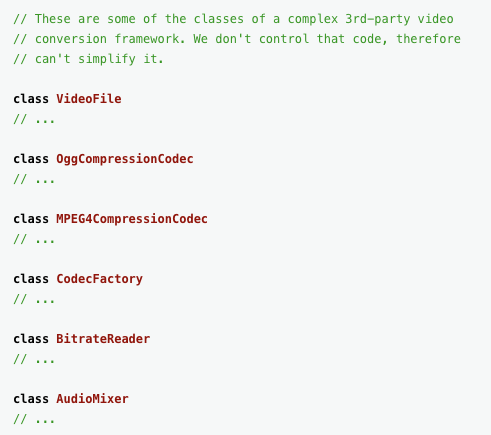 // These are some of the classes of a complex 3rd-party video
// conversion framework. We don't control that code, therefore
// can't simplify it.
class VideoFile
// ...
class OggCompressionCodec
// ...
class MPEG4CompressionCodec
// ...
class CodecFactory
// ...
class BitrateReader
// ...
class AudioMixer
// ...